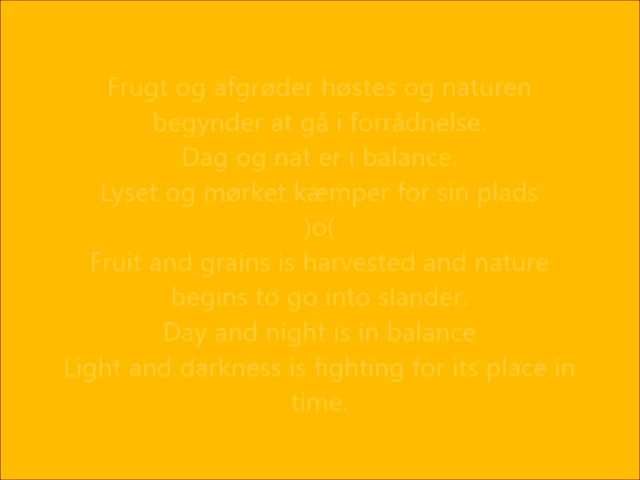 Frugt og afgrøder høstes og naturen
begynder at gå i forrådnelse.
Dag og nat er i balance.
Lyset og mørket kæmper for sin plads
)o(
Fruit and grains is harvested and nature
begins to go into slander.
Day and night is in balance
Light and darkness is fighting for its place in
time.